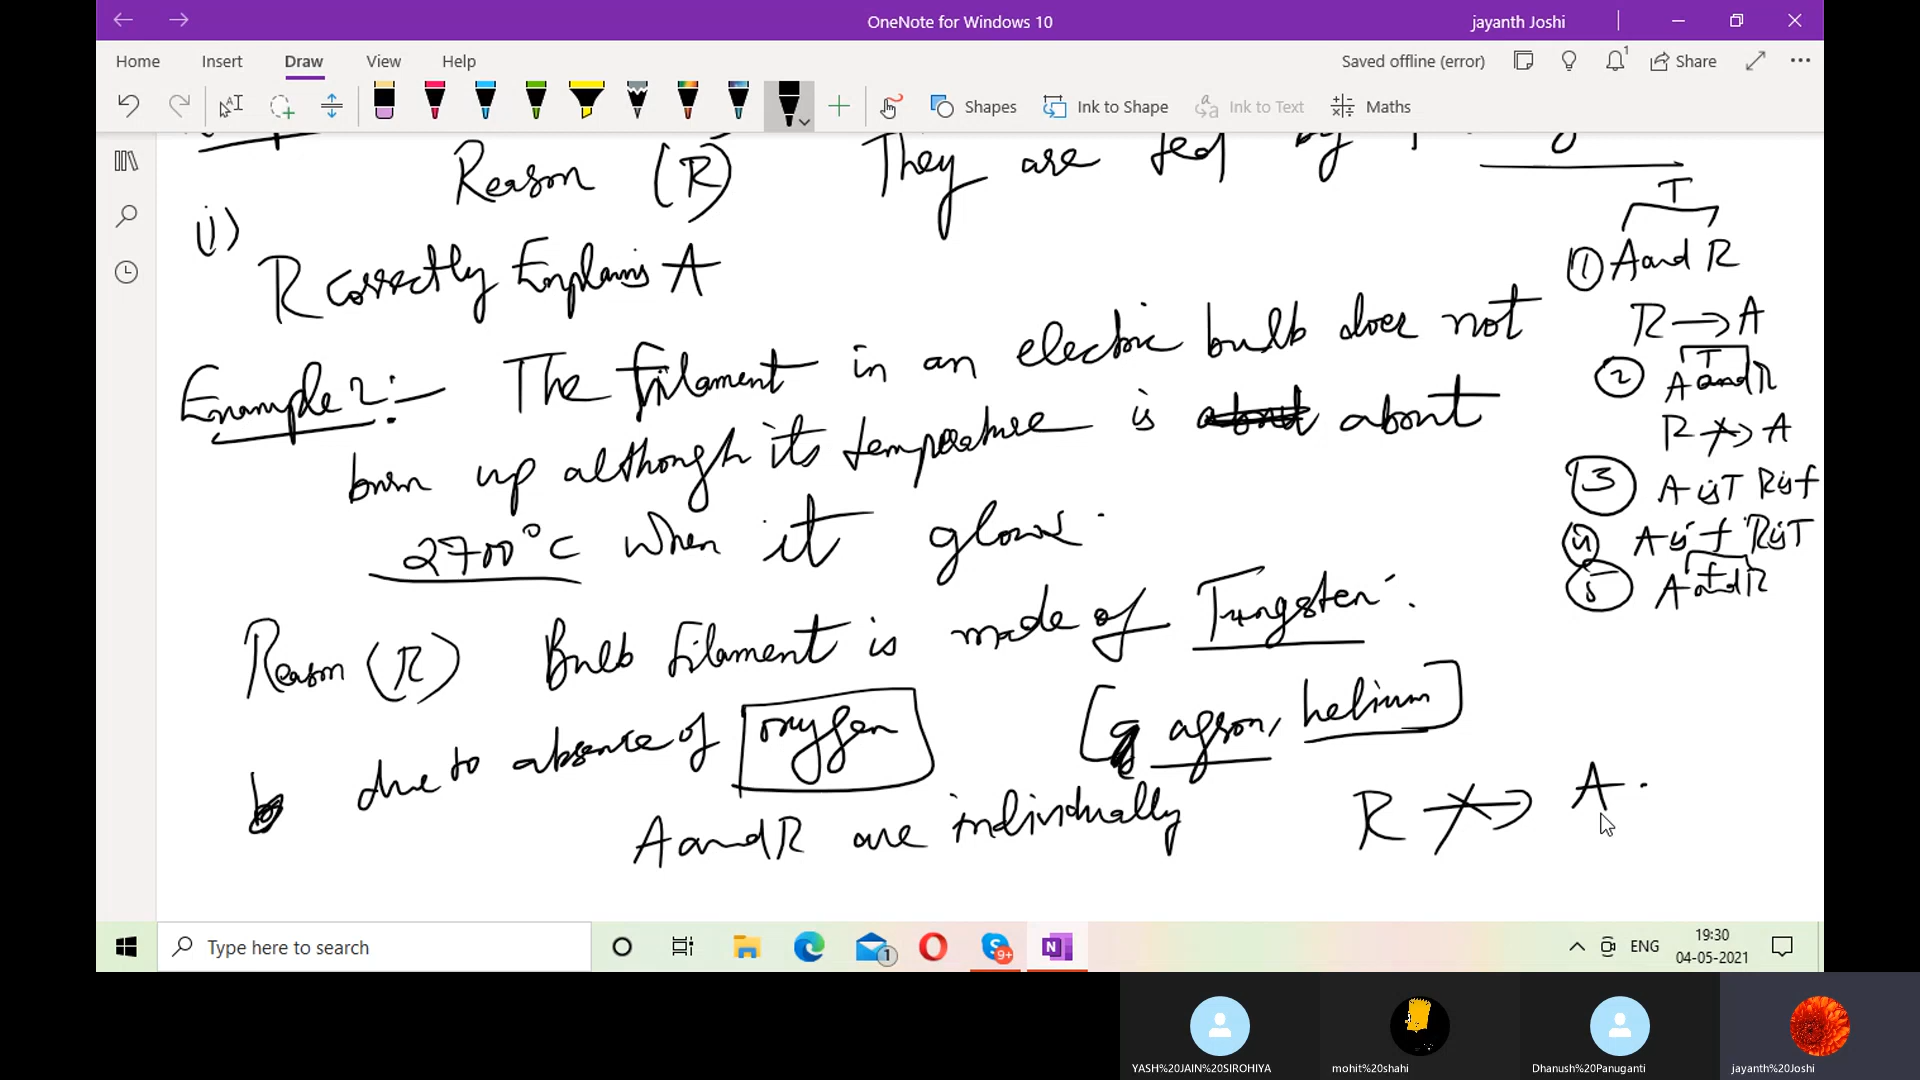 OneNote for Windows 10
jayanth Joshi
Home Insert Draw View Help
Saved offline (error) 1 Share
Shapes Ink to Shape Ink to Text Maths
Reason (R) They are fed by
i)
R correctly Explains A
Example 2:- The filament in an electric bulb does not
burn up although its temperature is about
2700°C when it glows.
Reason (R) Bulb filament is made of Tungsten.
due to absence of oxygen [argon, helium]
A and R are individually R ↛ A.
T
① A and R
R → A
② T
A and R
R ↛ A
③ A is T R is f
④ A is f R is T
⑤ f
A and R
Type here to search
1
9+
N
ENG
19:30
04-05-2021
YASH%20JAIN%20SIROHIYA mohit%20shahi Dhanush%20Panuganti jayanth%20Joshi